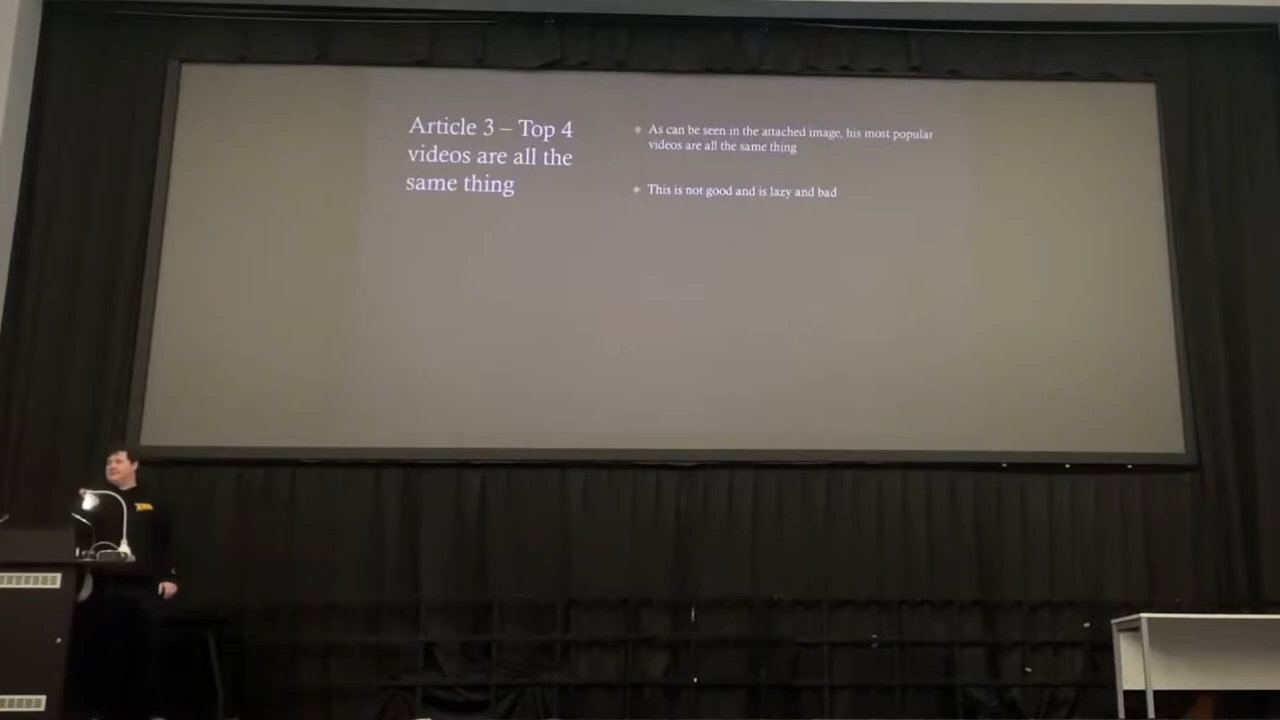 Article 3 – Top 4
videos are all the
same thing
As can be seen in the attached image, his most popular
videos are all the same thing
This is not good and is lazy and bad